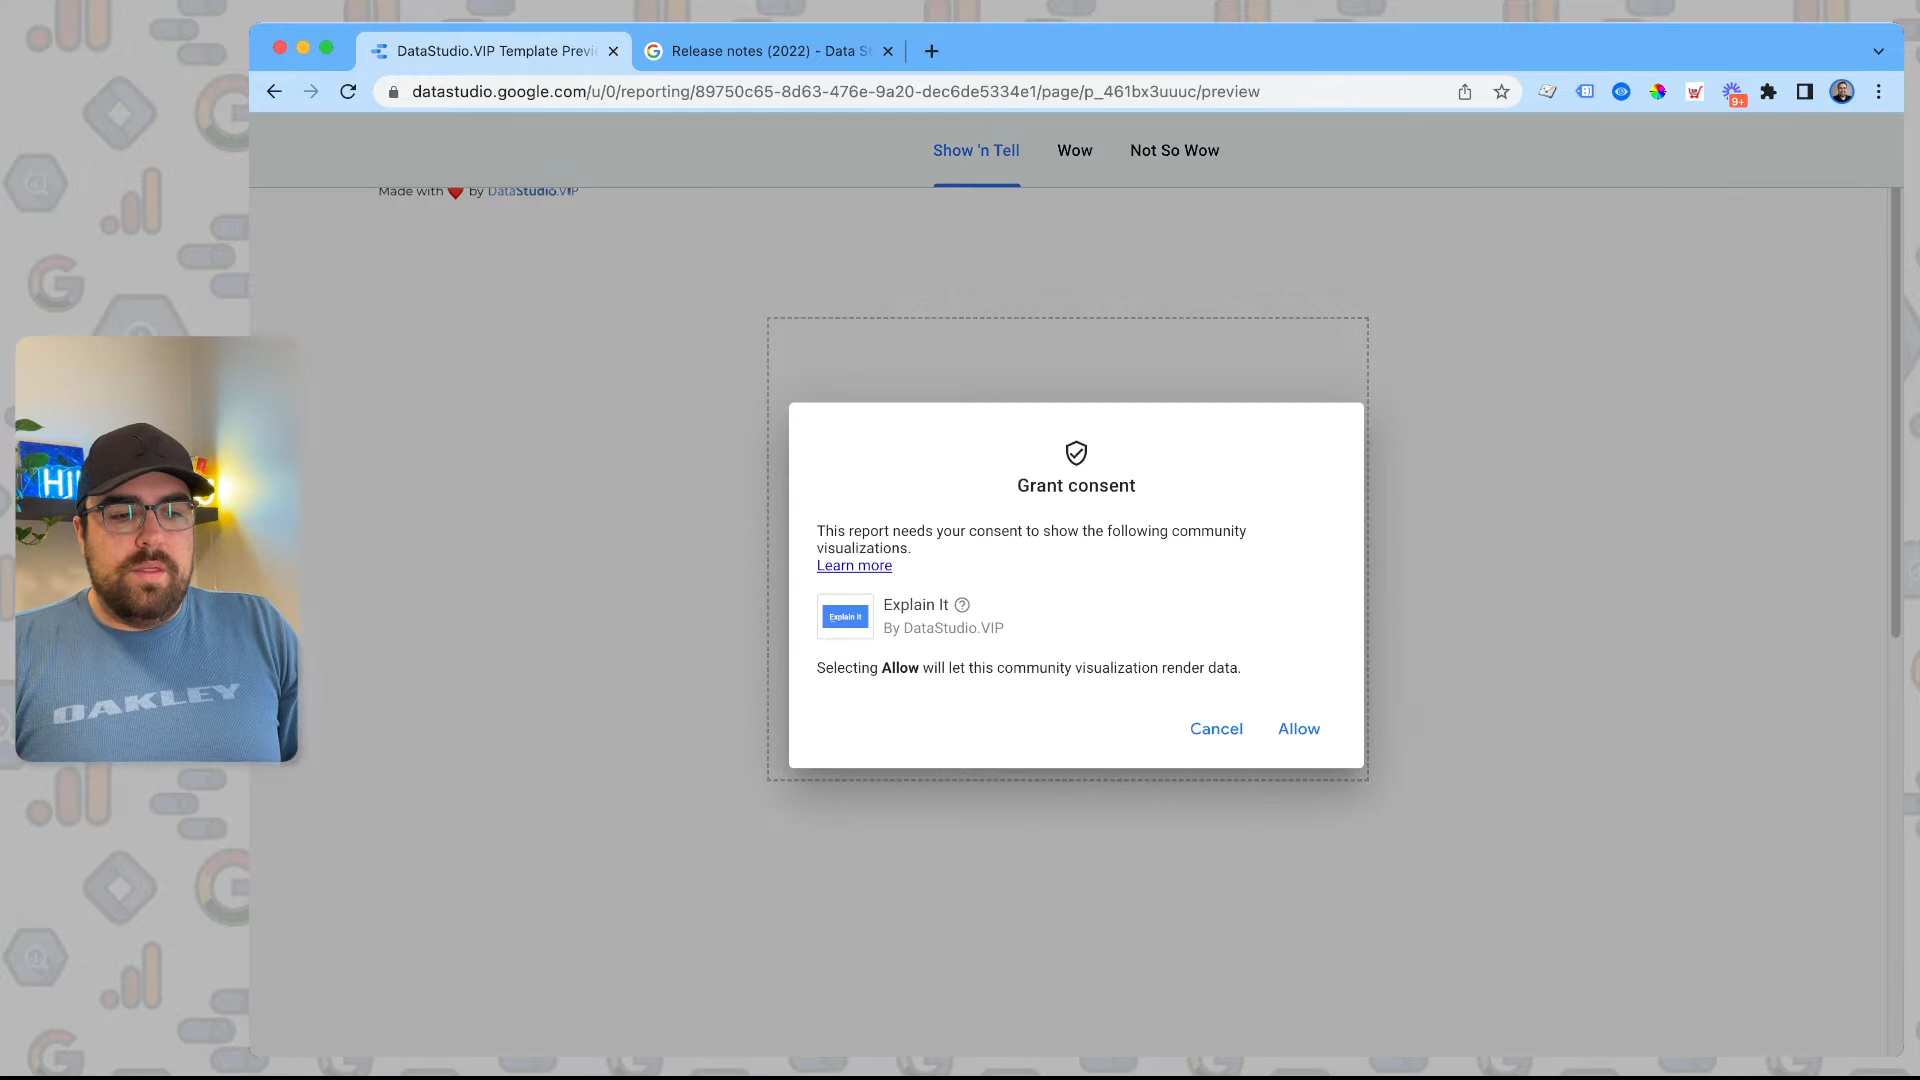 DataStudio.VIP Template Previ
Release notes (2022) - Data St
datastudio.google.com/u/0/reporting/89750c65-8d63-476e-9a20-dec6de5334e1/page/p_461bx3uuuc/preview
9+
Show 'n Tell
Wow
Not So Wow
Made with ❤️ by DataStudio.VIP
Grant consent
This report needs your consent to show the following community
visualizations.
Learn more
Explain It
Explain It
By DataStudio.VIP
Selecting Allow will let this community visualization render data.
Cancel
Allow
OAKLEY